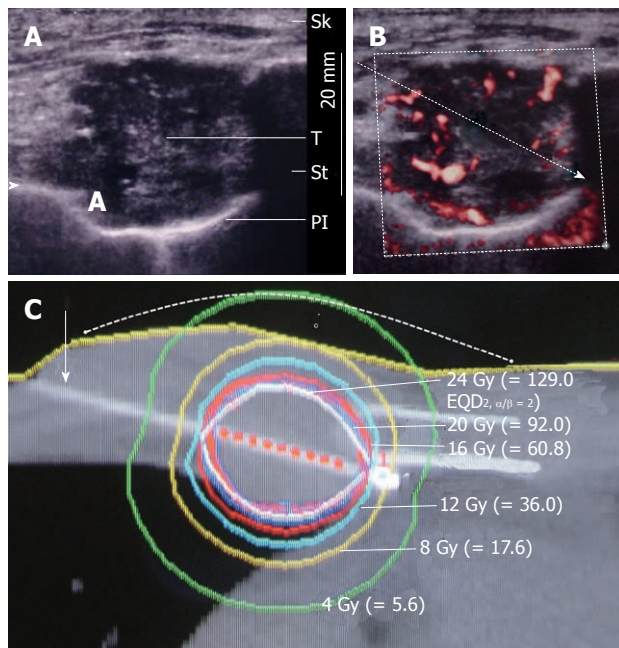 A
Sk
20 mm
T
St
A
PI
B
C
24 Gy (= 129.0
EQD2, α/β = 2)
20 Gy (= 92.0)
16 Gy (= 60.8)
12 Gy (= 36.0)
8 Gy (= 17.6)
4 Gy (= 5.6)